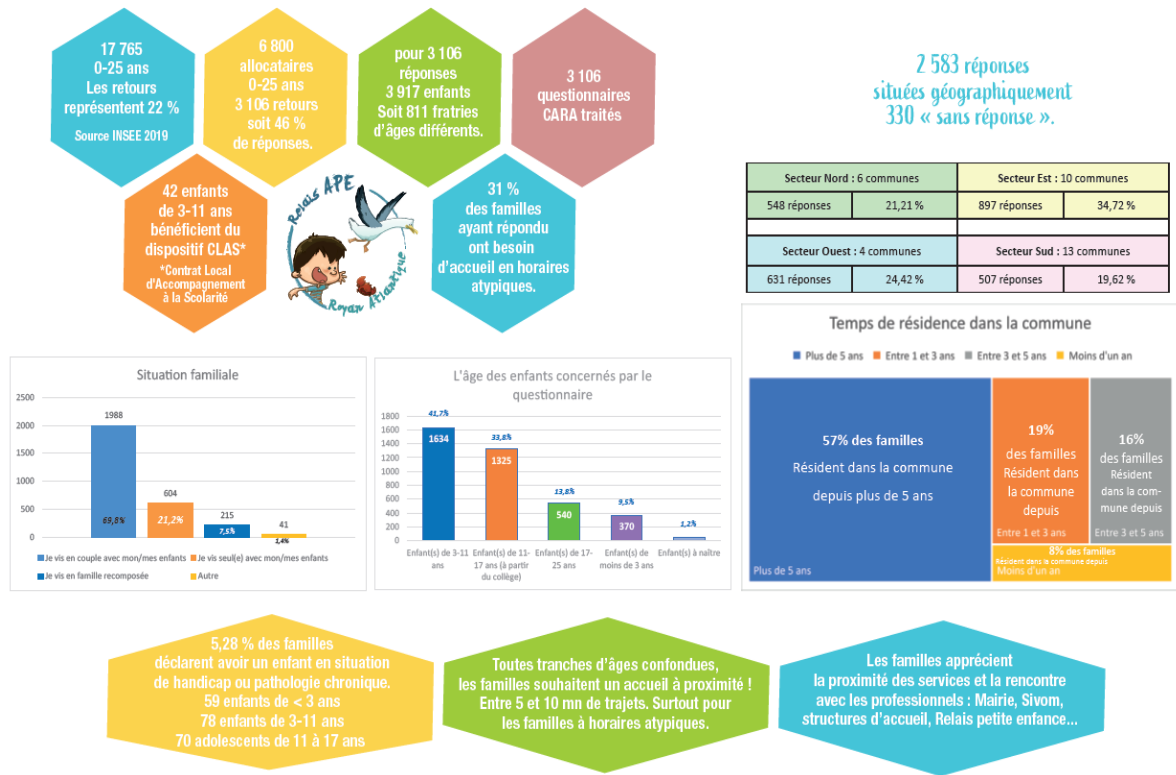 17 765
0-25 ans
Les retours
représentent 22 %
Source INSEE 2019
6 800
allocataires
0-25 ans
3 106 retours
soit 46 %
de réponses.
pour 3 106
réponses
3 917 enfants
Soit 811 fratries
d'âges différents.
3 106
questionnaires
CARA traités
2 583 réponses
situées géographiquement
330 « sans réponse ».
42 enfants
de 3-11 ans
bénéficient du
dispositif CLAS*
*Contrat Local
d'Accompagnement
à la Scolarité
Relais APE
Royan Atlantique
31 %
des familles
ayant répondu
ont besoin
d'accueil en horaires
atypiques.
Secteur Nord : 6 communes
Secteur Est : 10 communes
548 réponses
21,21 %
897 réponses
34,72 %
Secteur Ouest : 4 communes
Secteur Sud : 13 communes
631 réponses
24,42 %
507 réponses
19,62 %
Situation familiale
2500
2000
1500
1000
500
0
1988
69,8%
604
21,2%
215
7,5%
41
1,4%
Je vis en couple avec mon/mes enfants
Je vis seul(e) avec mon/mes enfants
Je vis en famille recomposée
Autre
L'âge des enfants concernés par le
questionnaire
1800
1600
1400
1200
1000
800
600
400
200
0
41,7%
1634
33,8%
1325
13,8%
540
9,5%
370
1,2%
Enfant(s) de 3-11
ans
Enfant(s) de 11-
17 ans (à partir
du collège)
Enfant(s) de 17-
25 ans
Enfant(s) de
moins de 3 ans
Enfant(s) à naître
Temps de résidence dans la commune
Plus de 5 ans
Entre 1 et 3 ans
Entre 3 et 5 ans
Moins d'un an
57% des familles
Résident dans la commune
depuis plus de 5 ans
Plus de 5 ans
19%
des familles
Résident dans
la commune
depuis
Entre 1 et 3 ans
16%
des familles
Résident
dans la com-
mune depuis
Entre 3 et 5 ans
8% des familles
Résident dans la commune depuis
Moins d'un an
5,28 % des familles
déclarent avoir un enfant en situation
de handicap ou pathologie chronique.
59 enfants de < 3 ans
78 enfants de 3-11 ans
70 adolescents de 11 à 17 ans
Toutes tranches d'âges confondues,
les familles souhaitent un accueil à proximité !
Entre 5 et 10 mn de trajets. Surtout pour
les familles à horaires atypiques.
Les familles apprécient
la proximité des services et la rencontre
avec les professionnels : Mairie, Sivom,
structures d'accueil, Relais petite enfance...